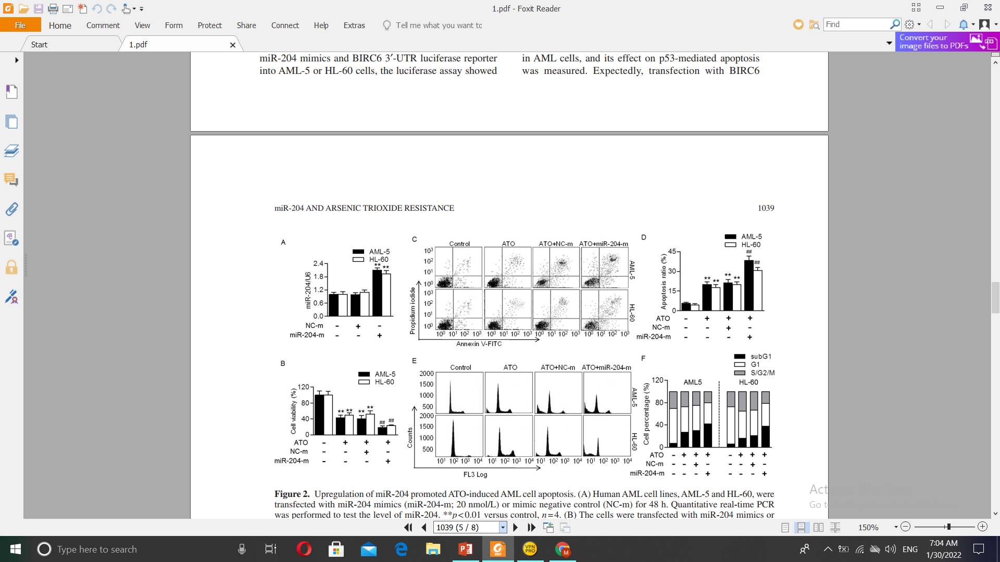 1.pdf - Foxit Reader
File Home Comment View Form Protect Share Connect Help Extras Tell me what you want to Find
Start 1.pdf
Convert your
image files to PDFs
miR-204 mimics and BIRC6 3′-UTR luciferase reporter
into AML-5 or HL-60 cells, the luciferase assay showed
in AML cells, and its effect on p53-mediated apoptosis
was measured. Expectedly, transfection with BIRC6
miR-204 AND ARSENIC TRIOXIDE RESISTANCE 1039
A
AML-5
HL-60
miR-204/U6
2.4
1.8
1.2
0.6
0.0
** **
NC-m - + -
miR-204-m - - +
C
Control ATO ATO+NC-m ATO+miR-204-m
Propidium iodide
10³
10²
10¹
10⁰
AML-5
10³
10²
10¹
10⁰
HL-60
10⁰ 10¹ 10² 10³ 10⁰ 10¹ 10² 10³ 10⁰ 10¹ 10² 10³ 10⁰ 10¹ 10² 10³
Annexin V-FITC
D
AML-5
HL-60
Apoptosis ratio (%)
45
30
15
0
** ** ** ** ## ##
ATO - + + +
NC-m - - + -
miR-204-m - - - +
B
AML-5
HL-60
Cell viability (%)
120
80
40
0
** ** ** ** ## ##
ATO - + + +
NC-m - - + -
miR-204-m - - - +
E
Control ATO ATO+NC-m ATO+miR-204-m
Counts
2000
1500
1000
500
AML-5
2000
1500
1000
500
HL-60
10¹ 10² 10³ 10⁴ 10¹ 10² 10³ 10⁴ 10¹ 10² 10³ 10⁴ 10¹ 10² 10³ 10⁴
FL3 Log
F
subG1
G1
S/G2/M
Cell percentage (%)
AML5 HL-60
120
80
40
0
ATO - + + + - + + +
NC-m - - + - - - + -
miR-204-m - - - + - - - +
Figure 2. Upregulation of miR-204 promoted ATO-induced AML cell apoptosis. (A) Human AML cell lines, AML-5 and HL-60, were
transfected with miR-204 mimics (miR-204-m; 20 nmol/L) or mimic negative control (NC-m) for 48 h. Quantitative real-time PCR
was performed to test the level of miR-204. **p<0.01 versus control, n=4. (B) The cells were transfected with miR-204 mimics or
Activate Windows
Go to
1039 (5 / 8) 150%
Type here to search
ENG
7:04 AM
1/30/2022